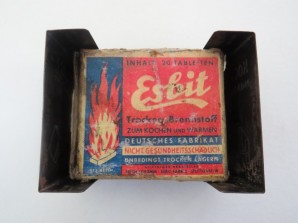 INHALT 20 TABLETTEN
Esbit
Trocken-Brennstoff
ZUM KOCHEN UND WÄRMEN
DEUTSCHES FABRIKAT
NICHT GESUNDHEITSSCHÄDLICH
UNBEDINGT TROCKEN LAGERN